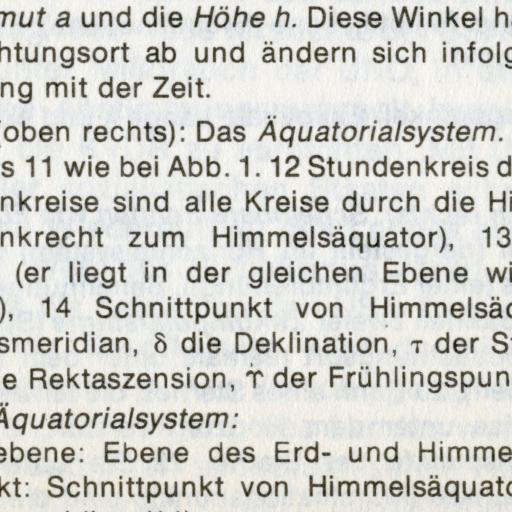 mut a und die Höhe h. Diese Winkel ha
htungsort ab und ändern sich infolg
ng mit der Zeit.
oben rechts): Das Äquatorialsystem.
s 11 wie bei Abb. 1. 12 Stundenkreis d
nkreise sind alle Kreise durch die Hi
nkrecht zum Himmelsäquator), 13
(er liegt in der gleichen Ebene wi
), 14 Schnittpunkt von Himmelsäq
smeridian, δ die Deklination, τ der St
e Rektaszension, ♈ der Frühlingspun
Äquatorialsystem:
ebene: Ebene des Erd- und Himme
kt: Schnittpunkt von Himmelsäquato